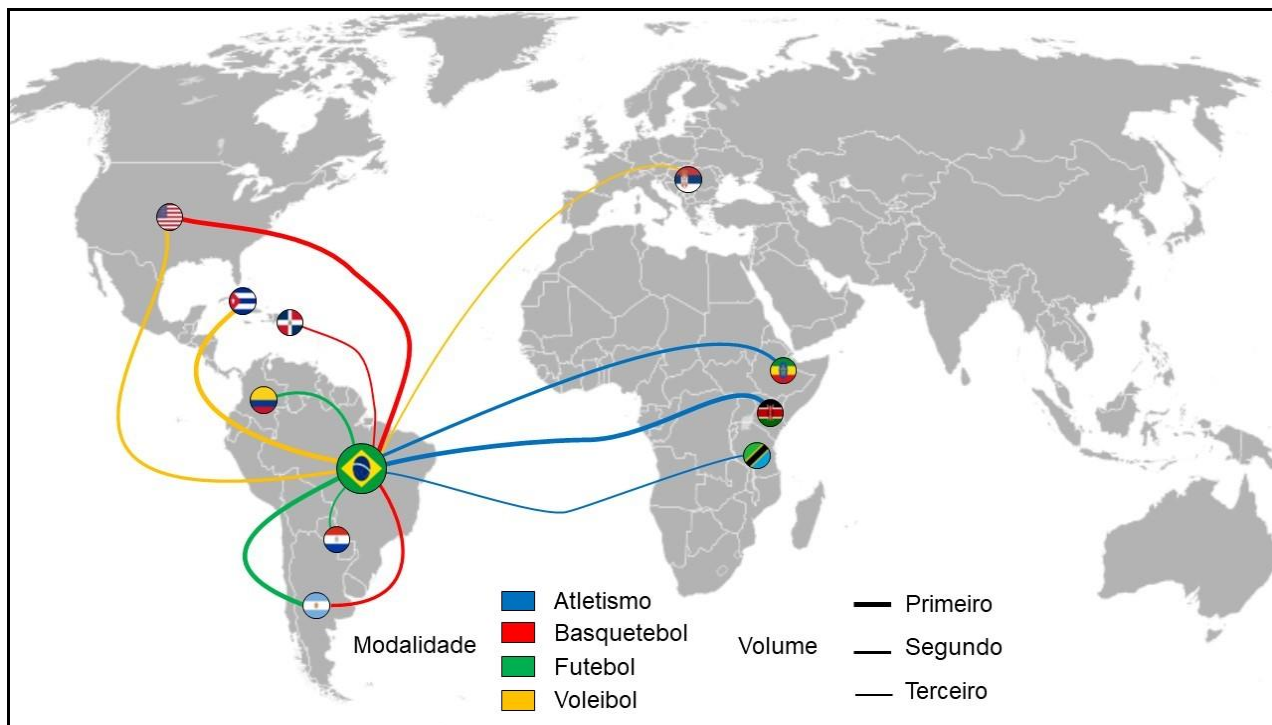 Modalidade
Atletismo
Basquetebol
Futebol
Voleibol
Volume
Primeiro
Segundo
Terceiro